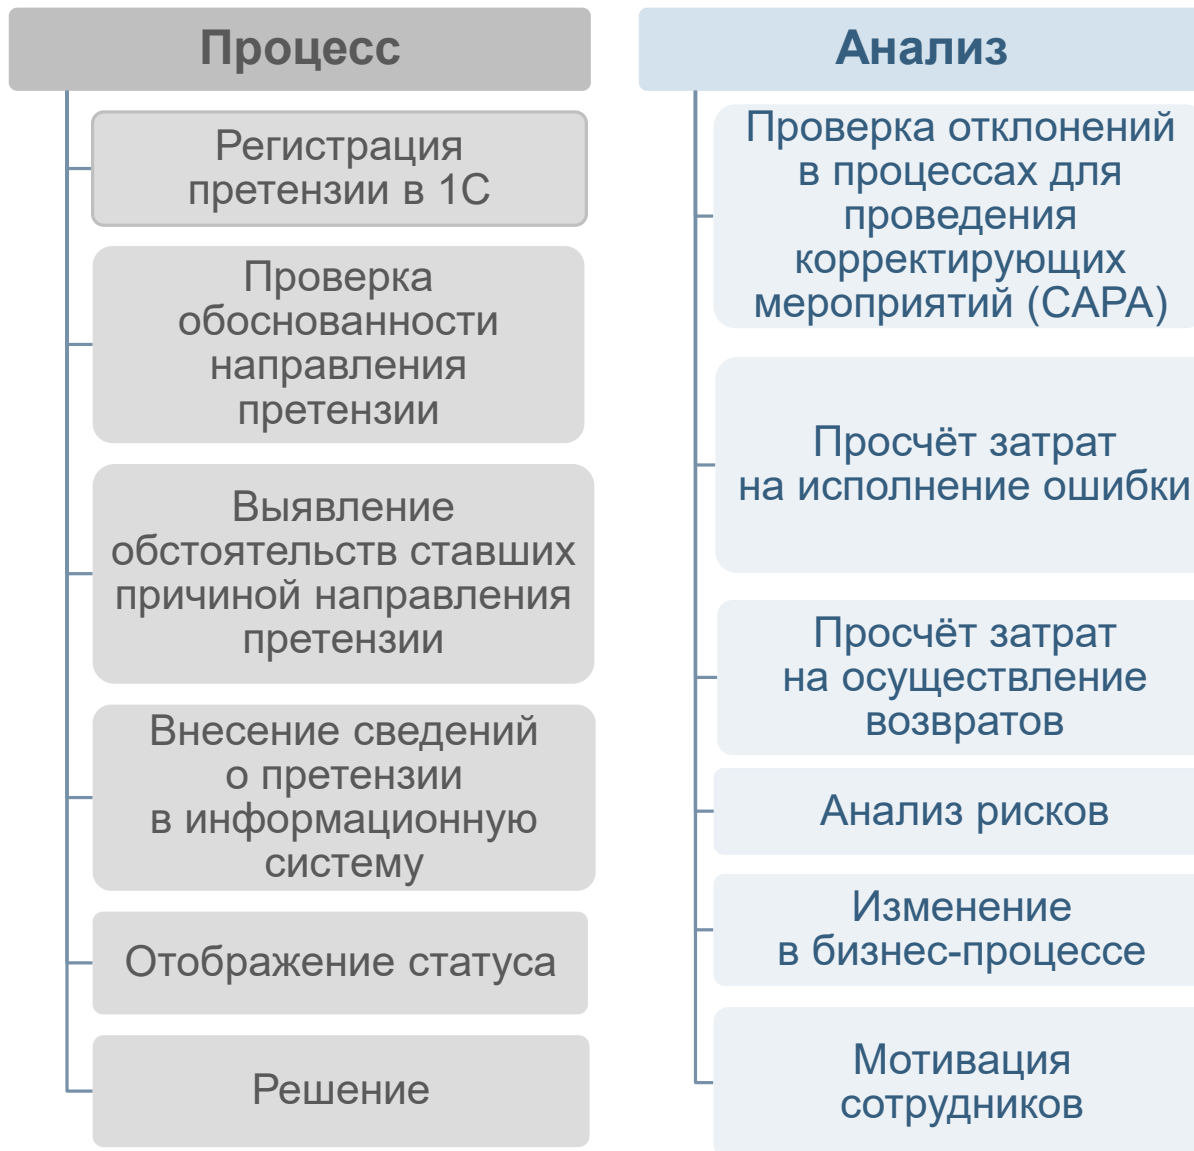 Процесс
Регистрация
претензии в 1С
Проверка
обоснованности
направления
претензии
Выявление
обстоятельств ставших
причиной направления
претензии
Внесение сведений
о претензии
в информационную
систему
Отображение статуса
Решение
Анализ
Проверка отклонений
в процессах для
проведения
корректирующих
мероприятий (САРА)
Просчёт затрат
на исполнение ошибки
Просчёт затрат
на осуществление
возвратов
Анализ рисков
Изменение
в бизнес-процессе
Мотивация
сотрудников